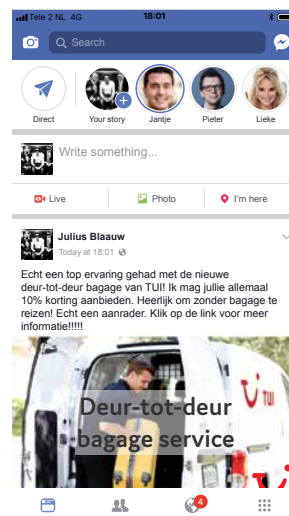 Tele 2 NL 4G 18:01
Search
Direct Your story Jantje Pieter Lieke
Write something...
Live Photo I'm here
Julius Blaauw
Today at 18:01
Echt een top ervaring gehad met de nieuwe
deur-tot-deur bagage van TUI! Ik mag jullie allemaal
10% korting aanbieden. Heerlijk om zonder bagage te
reizen! Echt een aanrader. Klik op de link voor meer
informatie!!!!!
TUI
Deur-tot-deur
bagage service
4